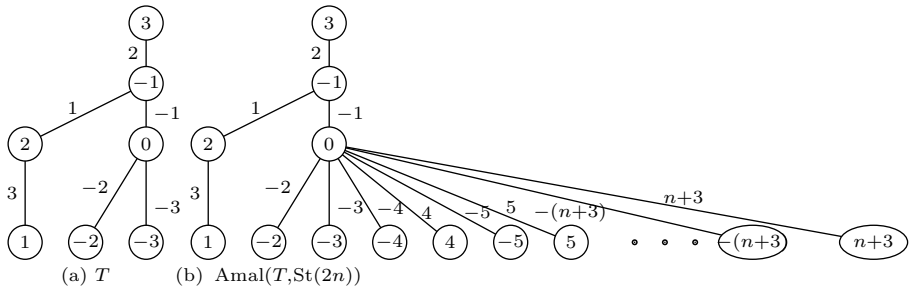 3 3
2 2
−1 −1
1 −1 1 −1
2 0 2 0
3 −2 −3 3 −2 −3 −4 4 −5 5 −(n+3) n+3
1 −2 −3 1 −2 −3 −4 4 −5 5 −(n+3) n+3
(a) T (b) Amal(T,St(2n))